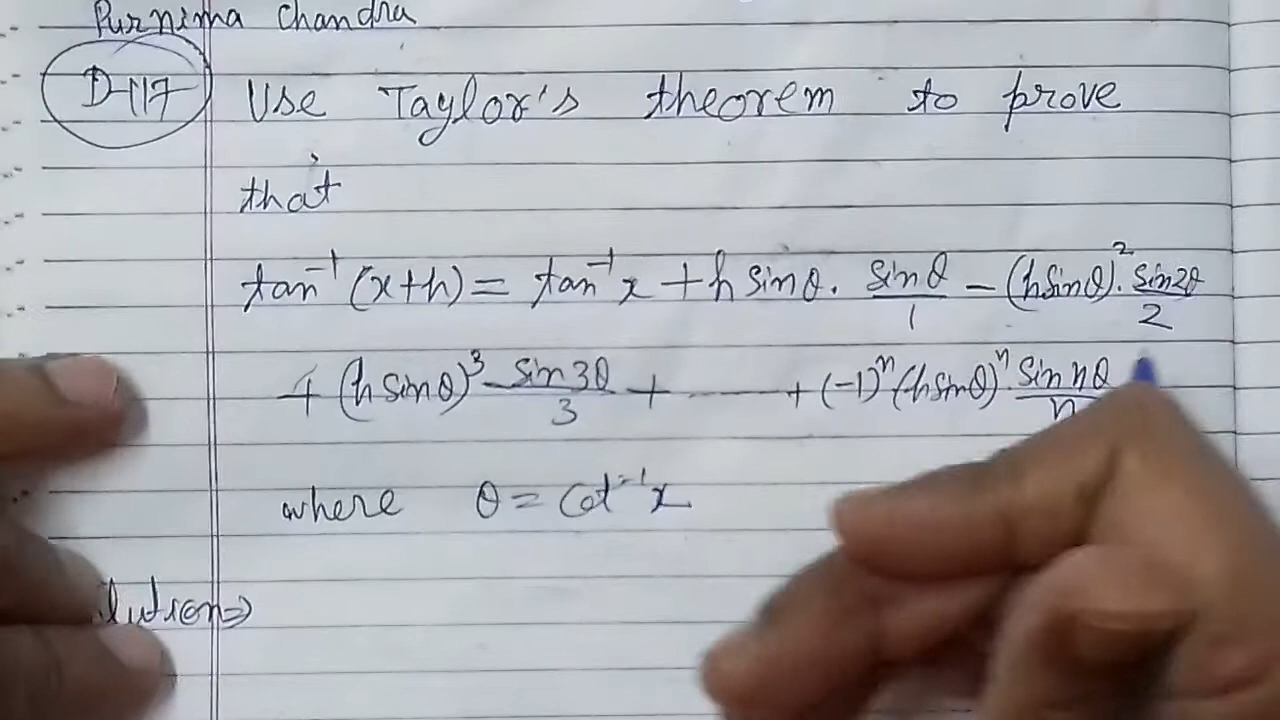 Purnima Chandra
D-117 Use Taylor's theorem to prove
that
tan⁻¹(x+h) = tan⁻¹x + h sinθ. sinθ/1 − (h sinθ)². sin2θ/2
+ (h sinθ)³ sin3θ/3 + ........ + (-1)ⁿ (h sinθ)ⁿ sin nθ/n
where θ = Cot⁻¹x